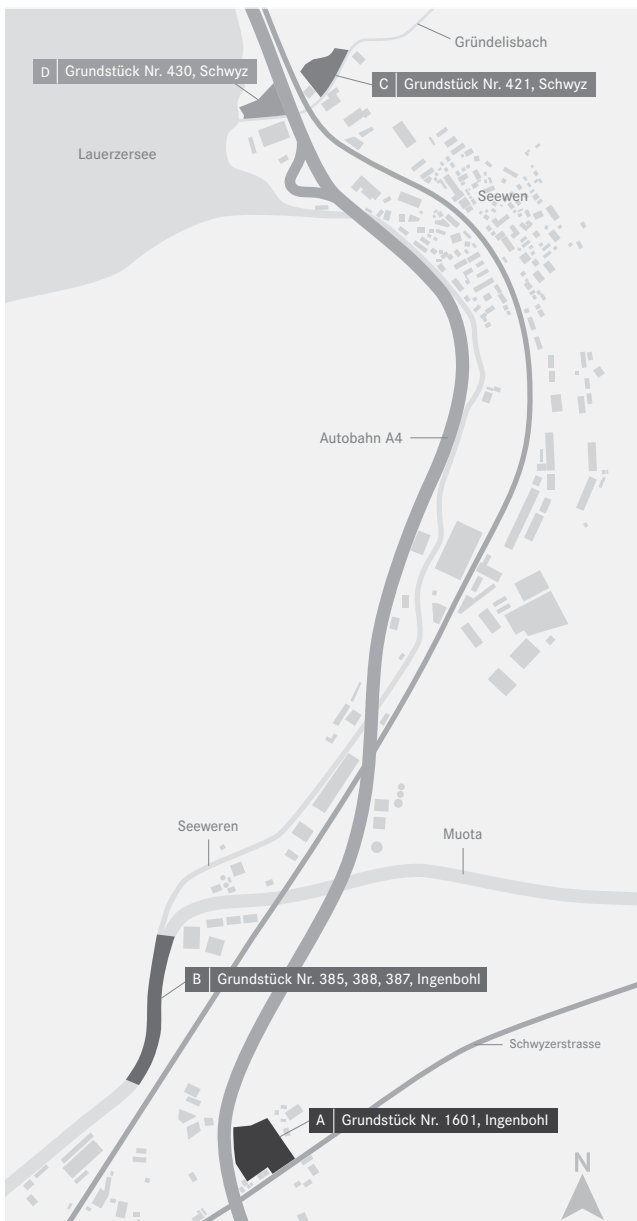 Gründelisbach
D Grundstück Nr. 430, Schwyz
C Grundstück Nr. 421, Schwyz
Lauerzersee
Seewen
Autobahn A4
Seeweren
Muota
B Grundstück Nr. 385, 388, 387, Ingenbohl
Schwyzerstrasse
A Grundstück Nr. 1601, Ingenbohl
N